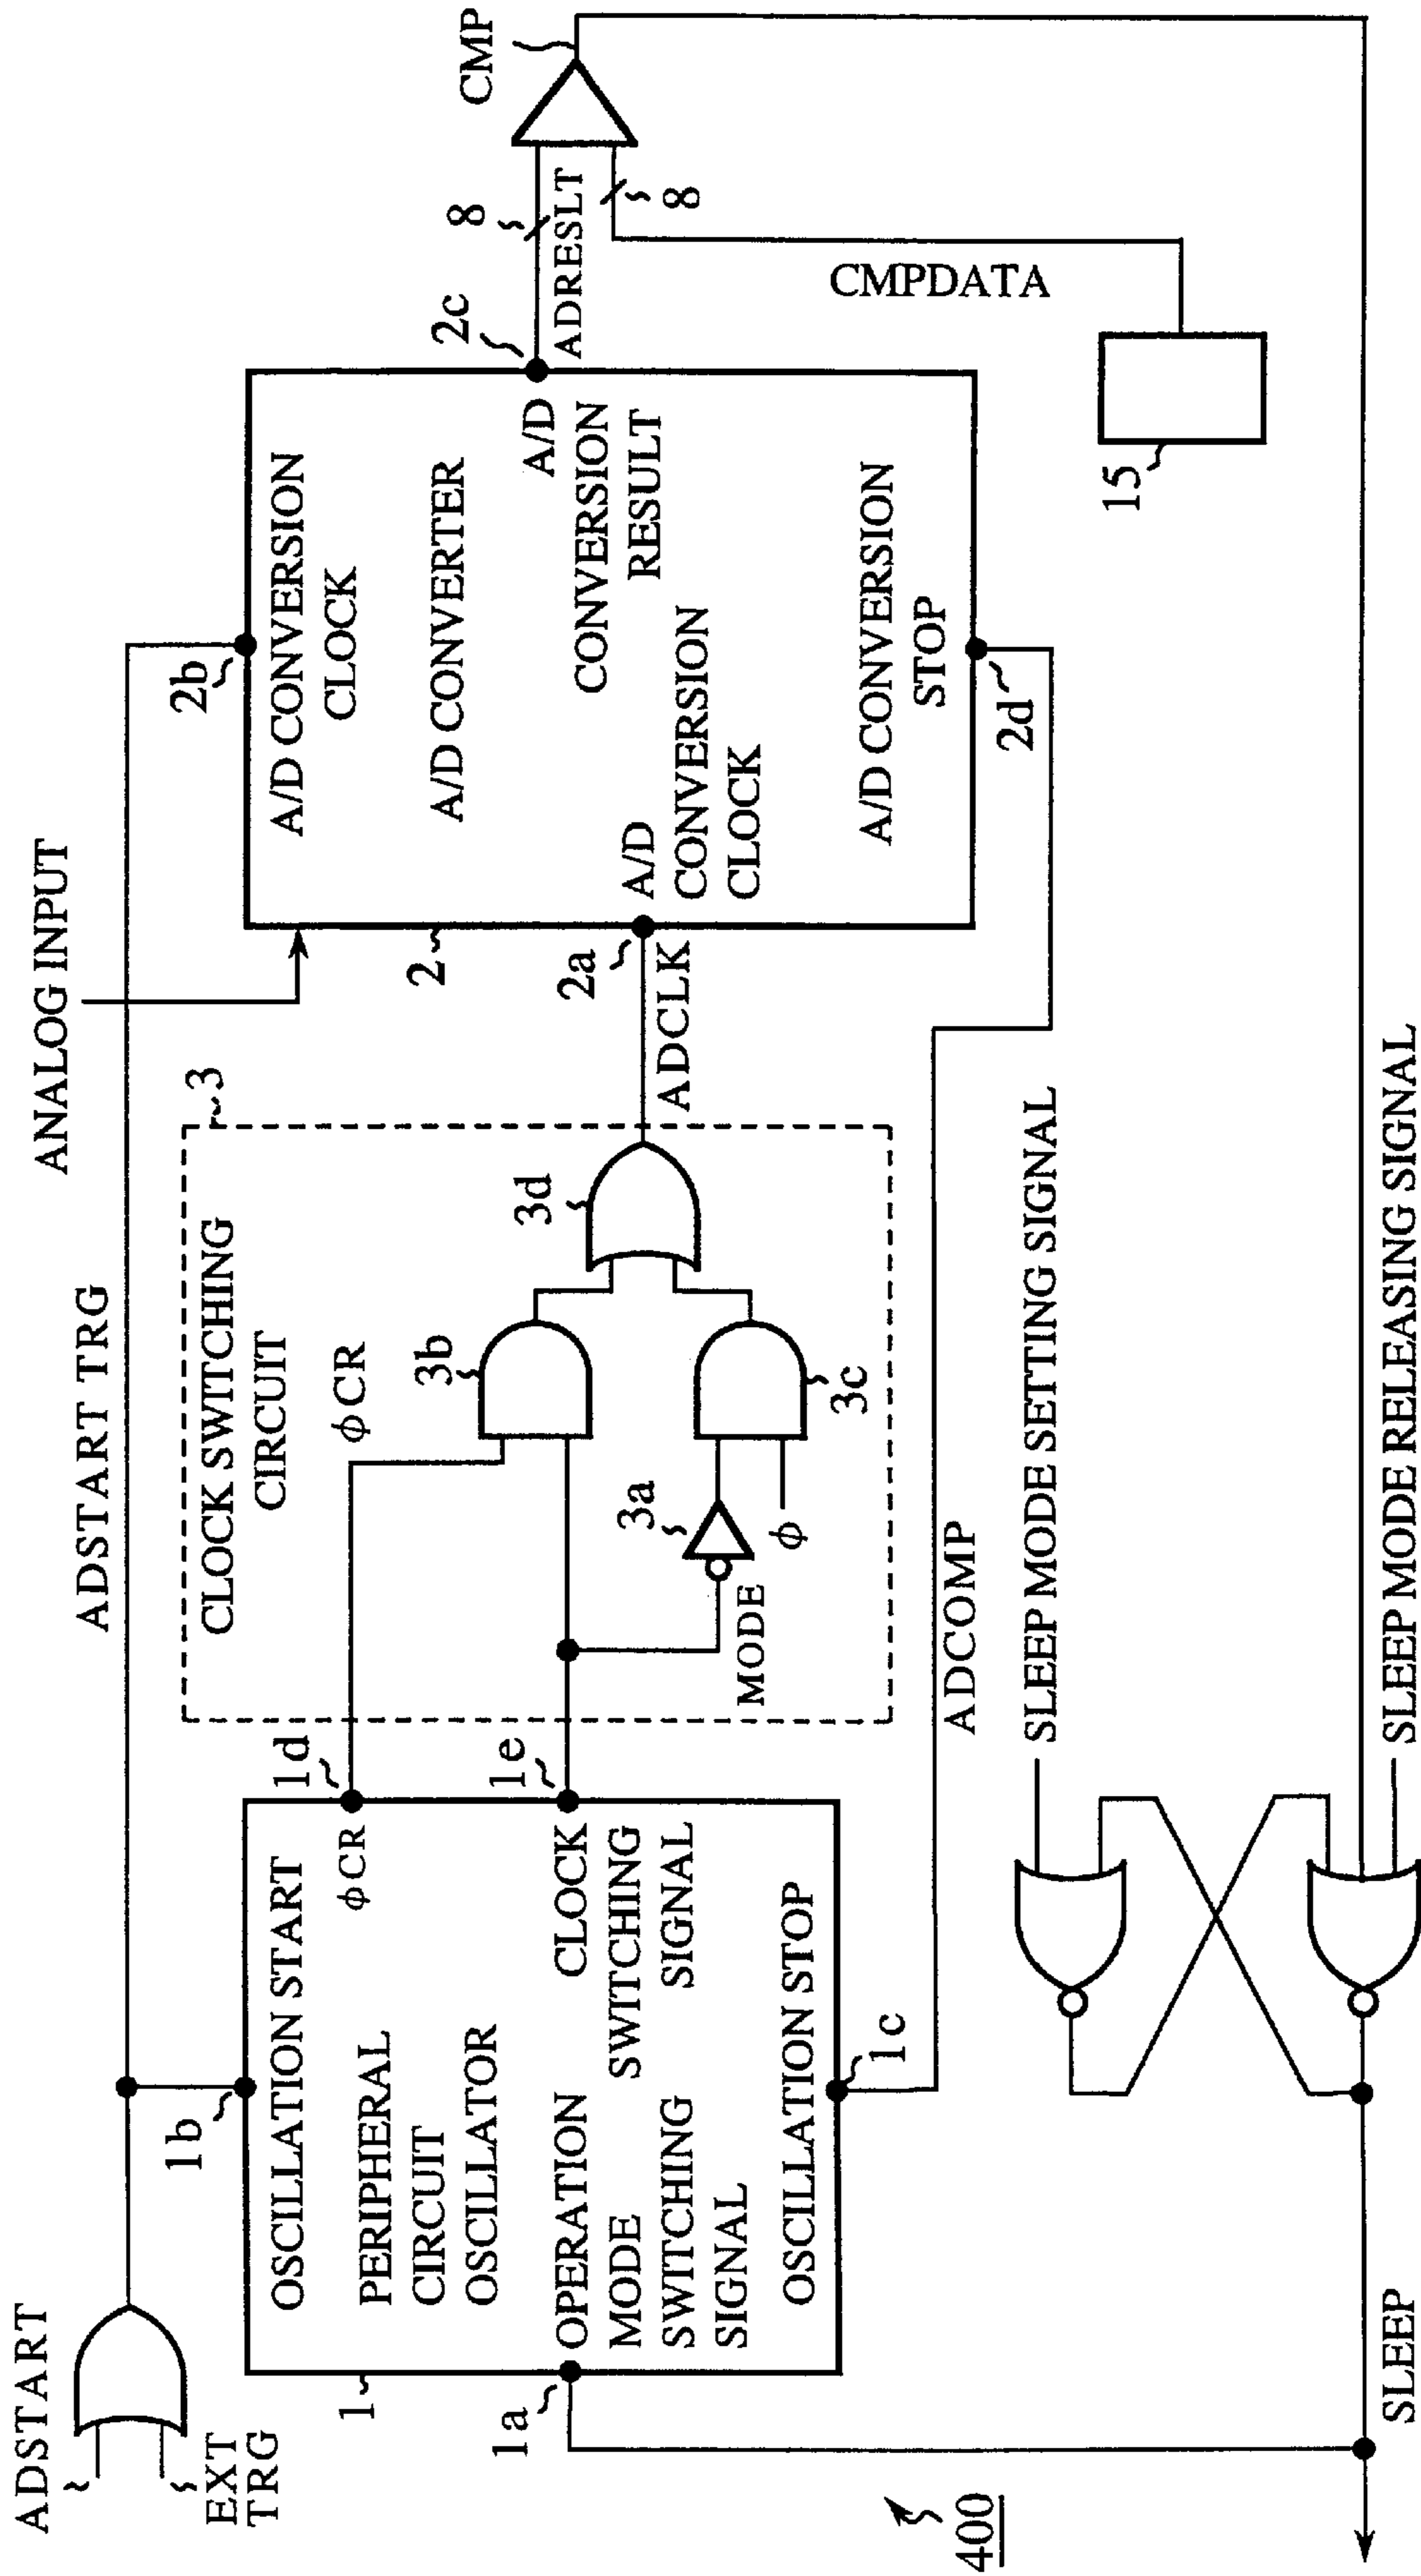 ADSTART
EXT
TRG
ADSTART TRG
ANALOG INPUT
1b
OSCILLATION START
PERIPHERAL
CIRCUIT
OSCILLATOR
OPERATION
MODE
SWITCHING
SIGNAL
OSCILLATION STOP
φCR
CLOCK
SWITCHING
SIGNAL
1
1a
1c
1d
1e
CLOCK SWITCHING
CIRCUIT
φCR
3
3b
3a
φ
MODE
3c
3d
ADCLK
2a
2
2b
A/D CONVERSION
CLOCK
A/D CONVERTER
A/D
CONVERSION
RESULT
A/D
CONVERSION
CLOCK
A/D CONVERSION
STOP
2c
2d
8
ADRESLT
8
CMP
CMPDATA
15
ADCOMP
SLEEP MODE SETTING SIGNAL
SLEEP MODE RELEASING SIGNAL
SLEEP
400